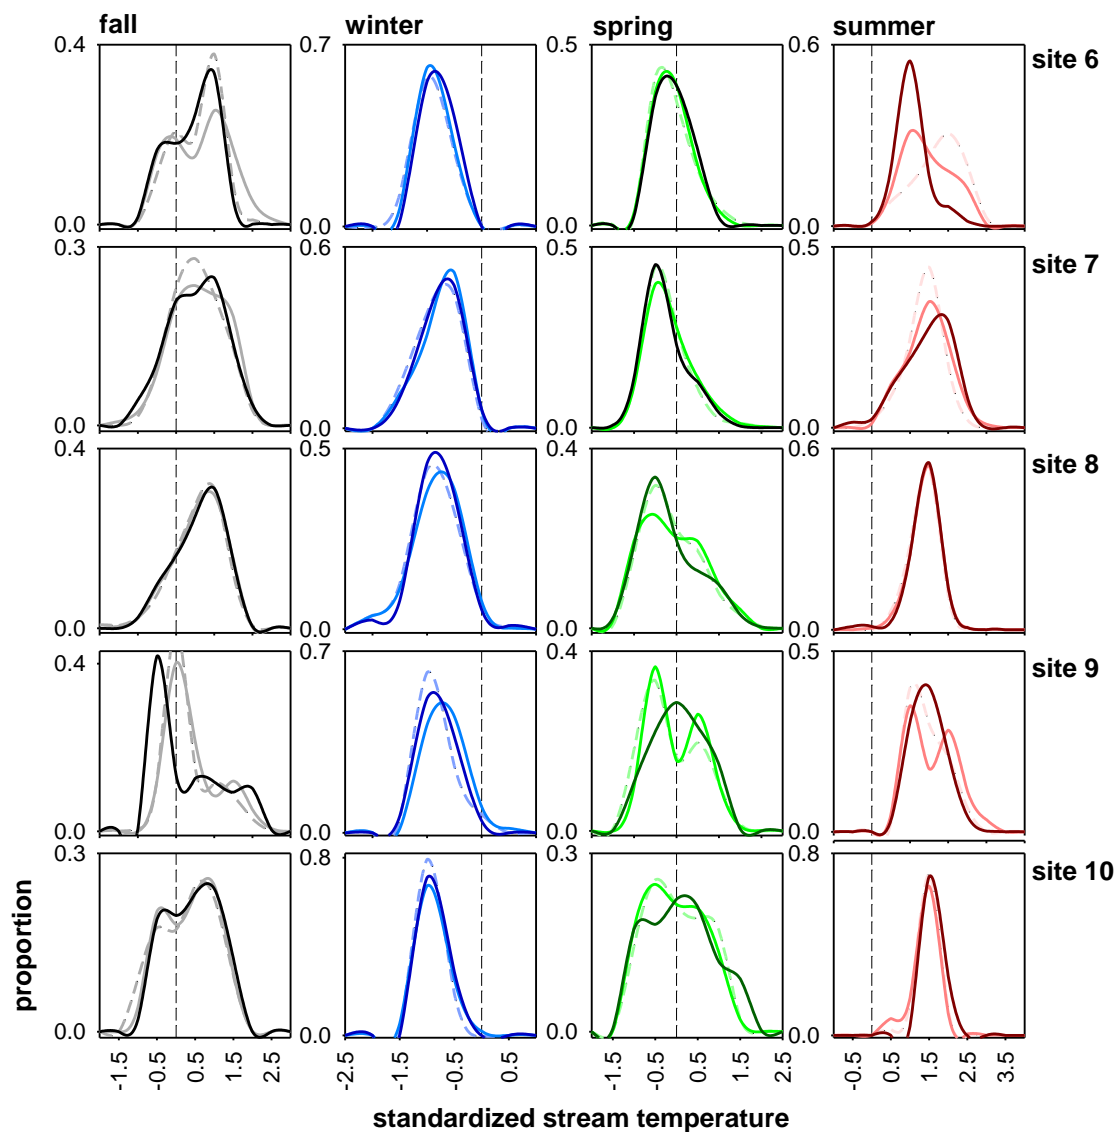 fall winter spring summer
0.4 0.7 0.5 0.6 site 6
0.0 0.0 0.0 0.0
0.3 0.6 0.5 0.5 site 7
0.0 0.0 0.0 0.0
0.4 0.5 0.4 0.6 site 8
0.0 0.0 0.0 0.0
0.4 0.7 0.4 0.5 site 9
0.0 0.0 0.0 0.0
0.3 0.8 0.3 0.8 site 10
0.0 0.0 0.0 0.0
proportion
-1.5 -0.5 0.5 1.5 2.5 -2.5 -1.5 -0.5 0.5 -1.5 -0.5 0.5 1.5 2.5 -0.5 0.5 1.5 2.5 3.5
standardized stream temperature